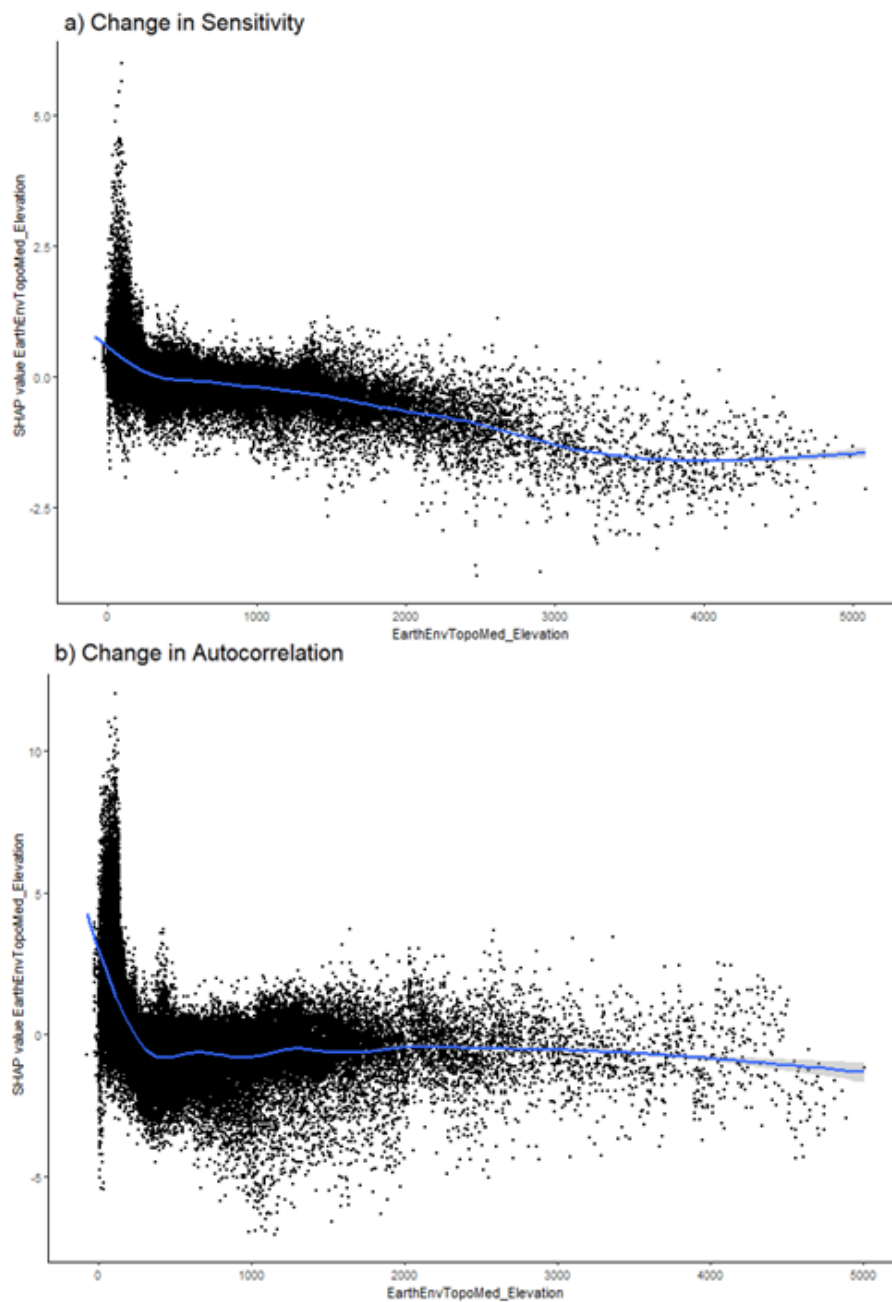 a) Change in Sensitivity
SHAP value EarthEnvTopoMed_Elevation
5.0
2.5
0.0
-2.5
0 1000 2000 3000 4000 5000
EarthEnvTopoMed_Elevation
b) Change in Autocorrelation
SHAP value EarthEnvTopoMed_Elevation
10
5
0
-5
0 1000 2000 3000 4000 5000
EarthEnvTopoMed_Elevation